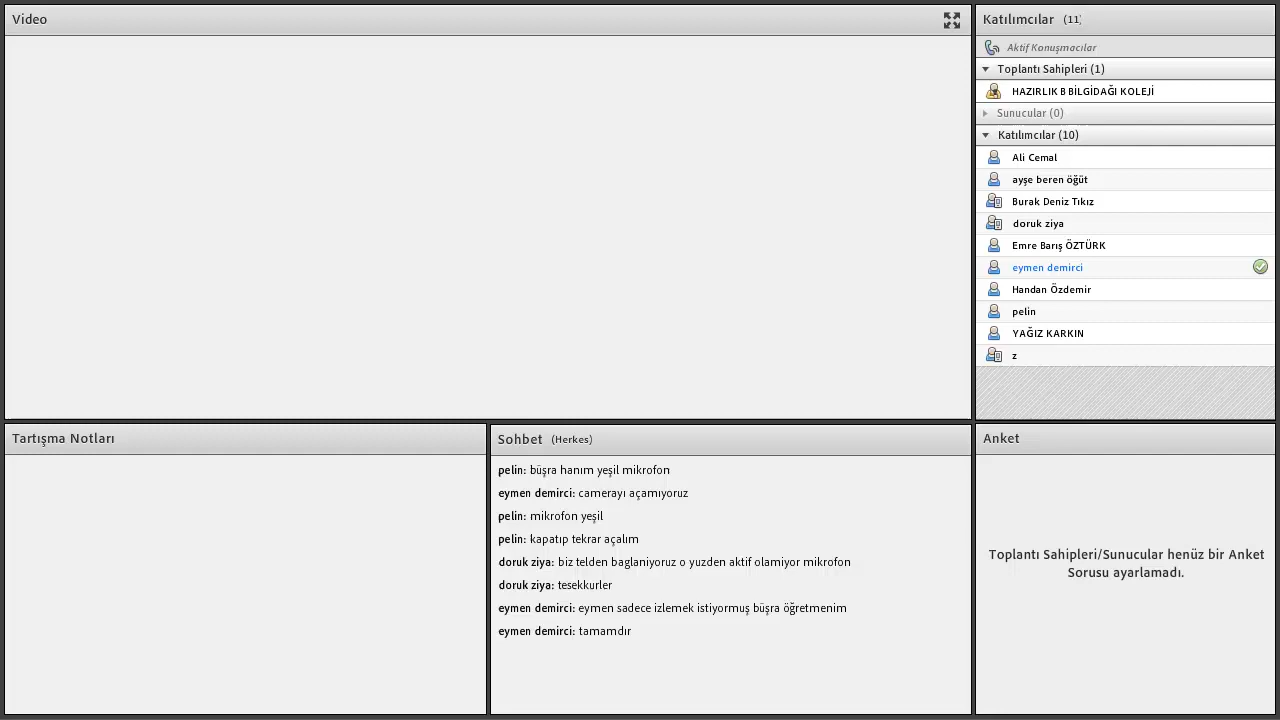 Video
Katılımcılar (11)
Aktif Konuşmacılar
Toplantı Sahipleri (1)
HAZIRLIK B BİLGİDAĞI KOLEJİ
Sunucular (0)
Katılımcılar (10)
Ali Cemal
ayşe beren öğüt
Burak Deniz Tıkız
doruk ziya
Emre Barış ÖZTÜRK
eymen demirci
Handan Özdemir
pelin
YAĞIZ KARKIN
z
Tartışma Notları
Sohbet (Herkes)
pelin: büşra hanım yeşil mikrofon
eymen demirci: camerayı açamıyoruz
pelin: mikrofon yeşil
pelin: kapatıp tekrar açalım
doruk ziya: biz telden baglaniyoruz o yuzden aktif olamiyor mikrofon
doruk ziya: tesekkurler
eymen demirci: eymen sadece izlemek istiyormuş büşra öğretmenim
eymen demirci: tamamdır
Anket
Toplantı Sahipleri/Sunucular henüz bir Anket
Sorusu ayarlamadı.